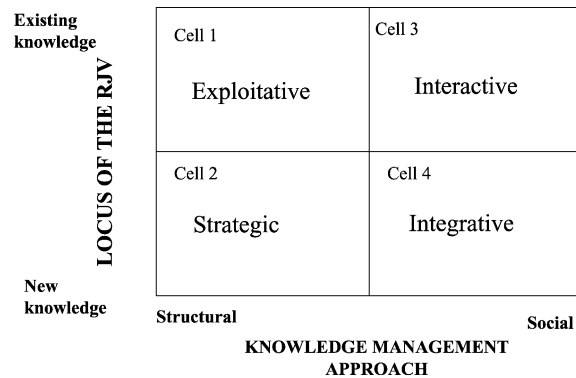 Existing
knowledge
Cell 1
Cell 3
Exploitative
Interactive
LOCUS OF THE RJV
Cell 2
Cell 4
Strategic
Integrative
New
knowledge
Structural
Social
KNOWLEDGE MANAGEMENT
APPROACH